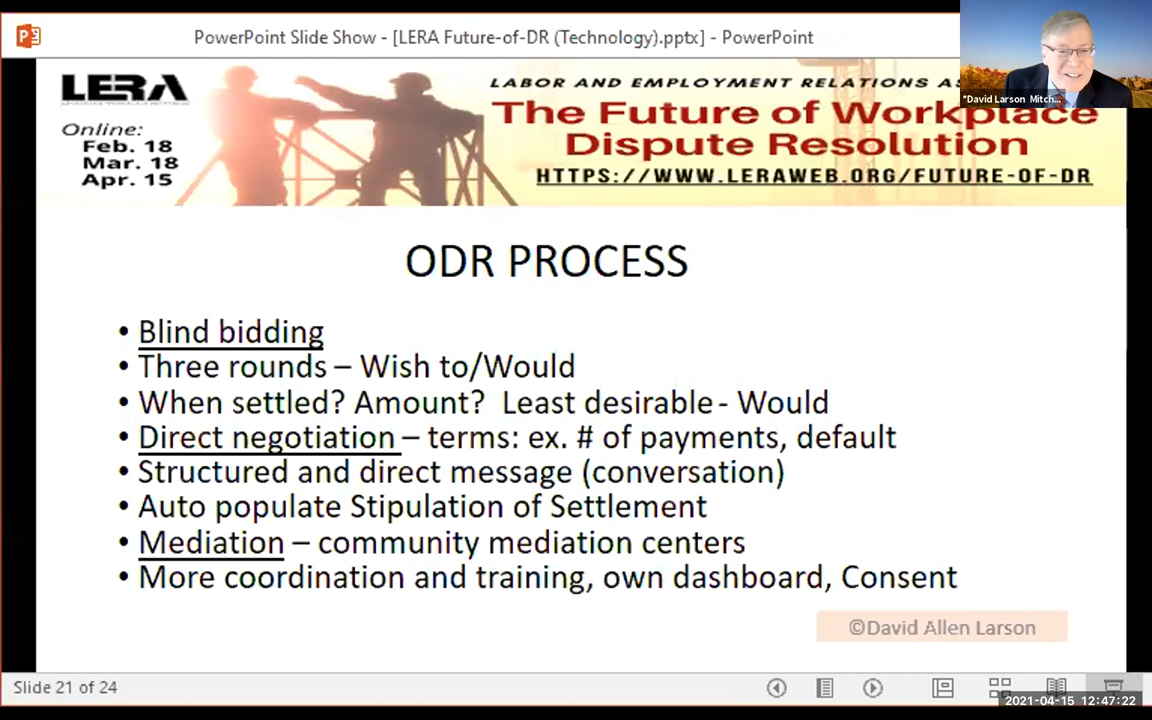 PowerPoint Slide Show - [LERA Future-of-DR (Technology).pptx] - PowerPoint
*David Larson Mitch...
LERA
Online:
Feb. 18
Mar. 18
Apr. 15
LABOR AND EMPLOYMENT RELATIONS AS
The Future of Workplace
Dispute Resolution
HTTPS://WWW.LERAWEB.ORG/FUTURE-OF-DR
ODR PROCESS
• Blind bidding
• Three rounds – Wish to/Would
• When settled? Amount? Least desirable - Would
• Direct negotiation – terms: ex. # of payments, default
• Structured and direct message (conversation)
• Auto populate Stipulation of Settlement
• Mediation – community mediation centers
• More coordination and training, own dashboard, Consent
©David Allen Larson
Slide 21 of 24
2021-04-15 12:47:22